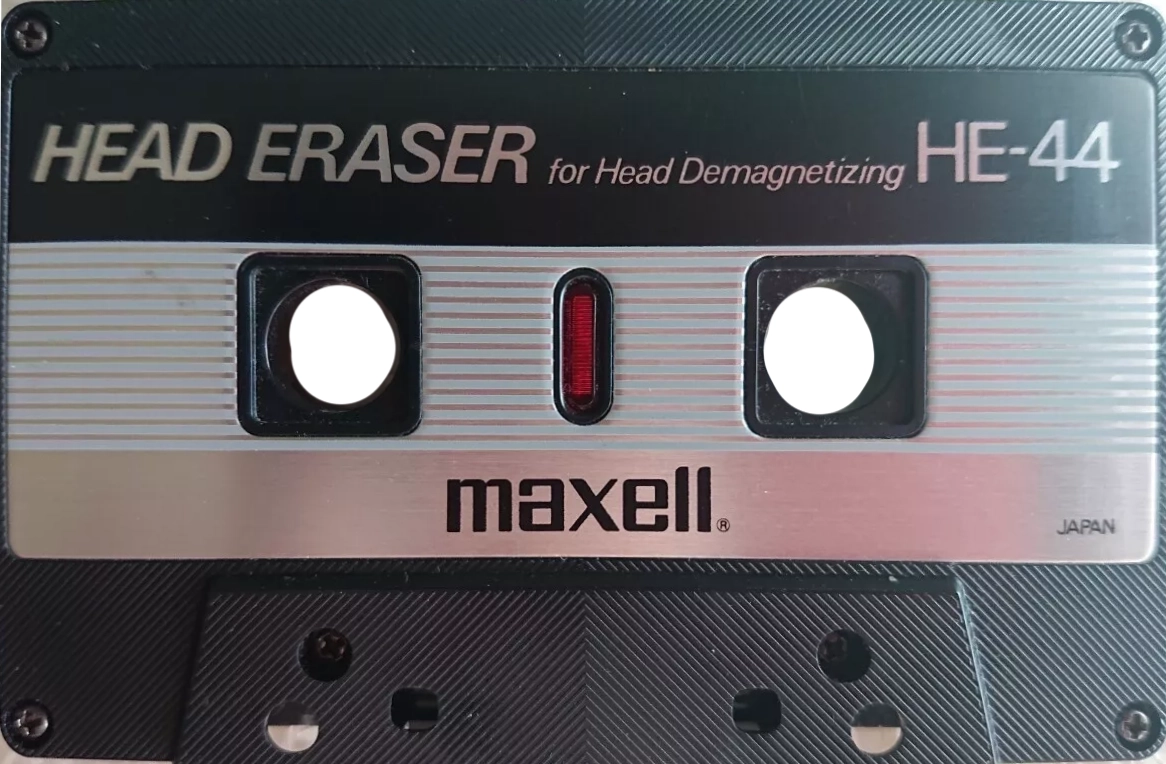 HEAD ERASER for Head Demagnetizing HE-44
maxell®
JAPAN